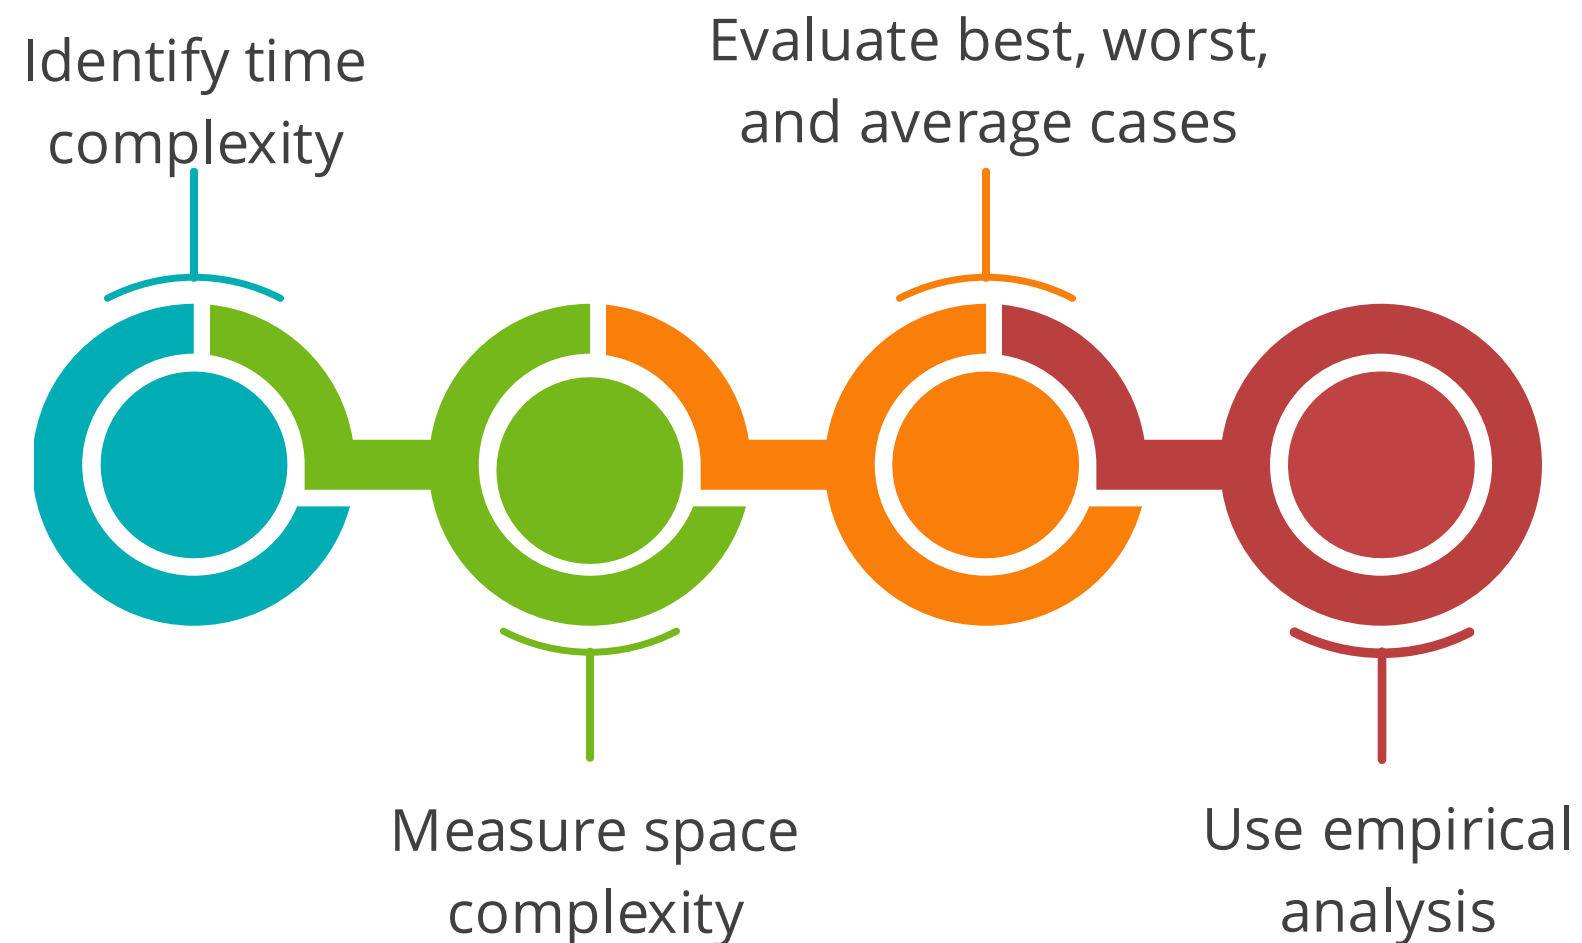 Identify time
complexity
Evaluate best, worst,
and average cases
Measure space
complexity
Use empirical
analysis